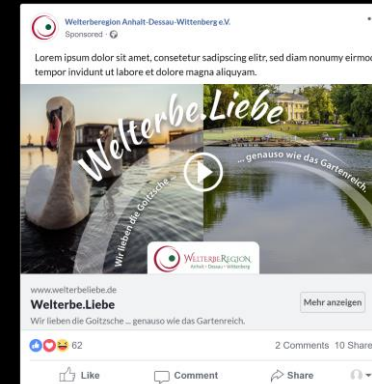 Welterberegion Anhalt-Dessau-Wittenberg e.V.
Sponsored ·
Lorem ipsum dolor sit amet, consetetur sadipscing elitr, sed diam nonumy eirmod
tempor invidunt ut labore et dolore magna aliquyam.
Welterbe.Liebe
Wir lieben die Goitzsche ...
... genauso wie das Gartenreich.
WELTERBEREGION
Anhalt - Dessau - Wittenberg
www.welterbeliebe.de
Welterbe.Liebe
Mehr anzeigen
Wir lieben die Goitzsche ... genauso wie das Gartenreich.
62
2 Comments 10 Share
Like Comment Share